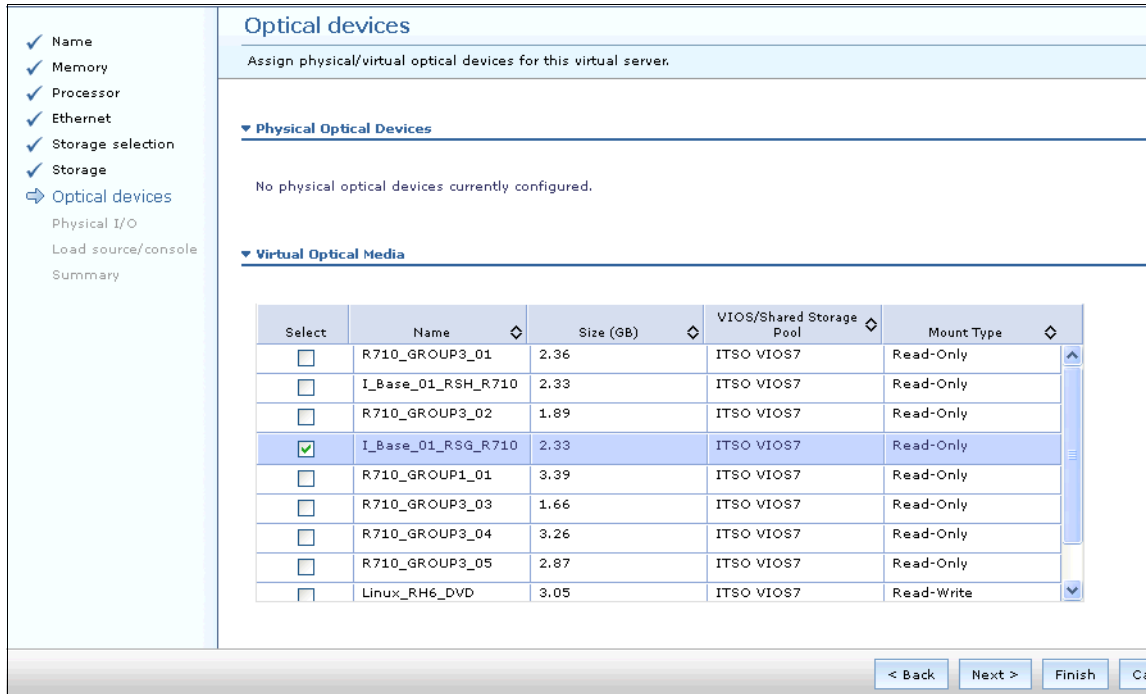 Name
Memory
Processor
Ethernet
Storage selection
Storage
Optical devices
Physical I/O
Load source/console
Summary
Optical devices
Assign physical/virtual optical devices for this virtual server.
Physical Optical Devices
No physical optical devices currently configured.
Virtual Optical Media
Select Name Size (GB) VIOS/Shared Storage Pool Mount Type
R710_GROUP3_01 2.36 ITSO VIOS7 Read-Only
I_Base_01_RSH_R710 2.33 ITSO VIOS7 Read-Only
R710_GROUP3_02 1.89 ITSO VIOS7 Read-Only
I_Base_01_RSG_R710 2.33 ITSO VIOS7 Read-Only
R710_GROUP1_01 3.39 ITSO VIOS7 Read-Only
R710_GROUP3_03 1.66 ITSO VIOS7 Read-Only
R710_GROUP3_04 3.26 ITSO VIOS7 Read-Only
R710_GROUP3_05 2.87 ITSO VIOS7 Read-Only
Linux_RH6_DVD 3.05 ITSO VIOS7 Read-Write
< Back Next > Finish